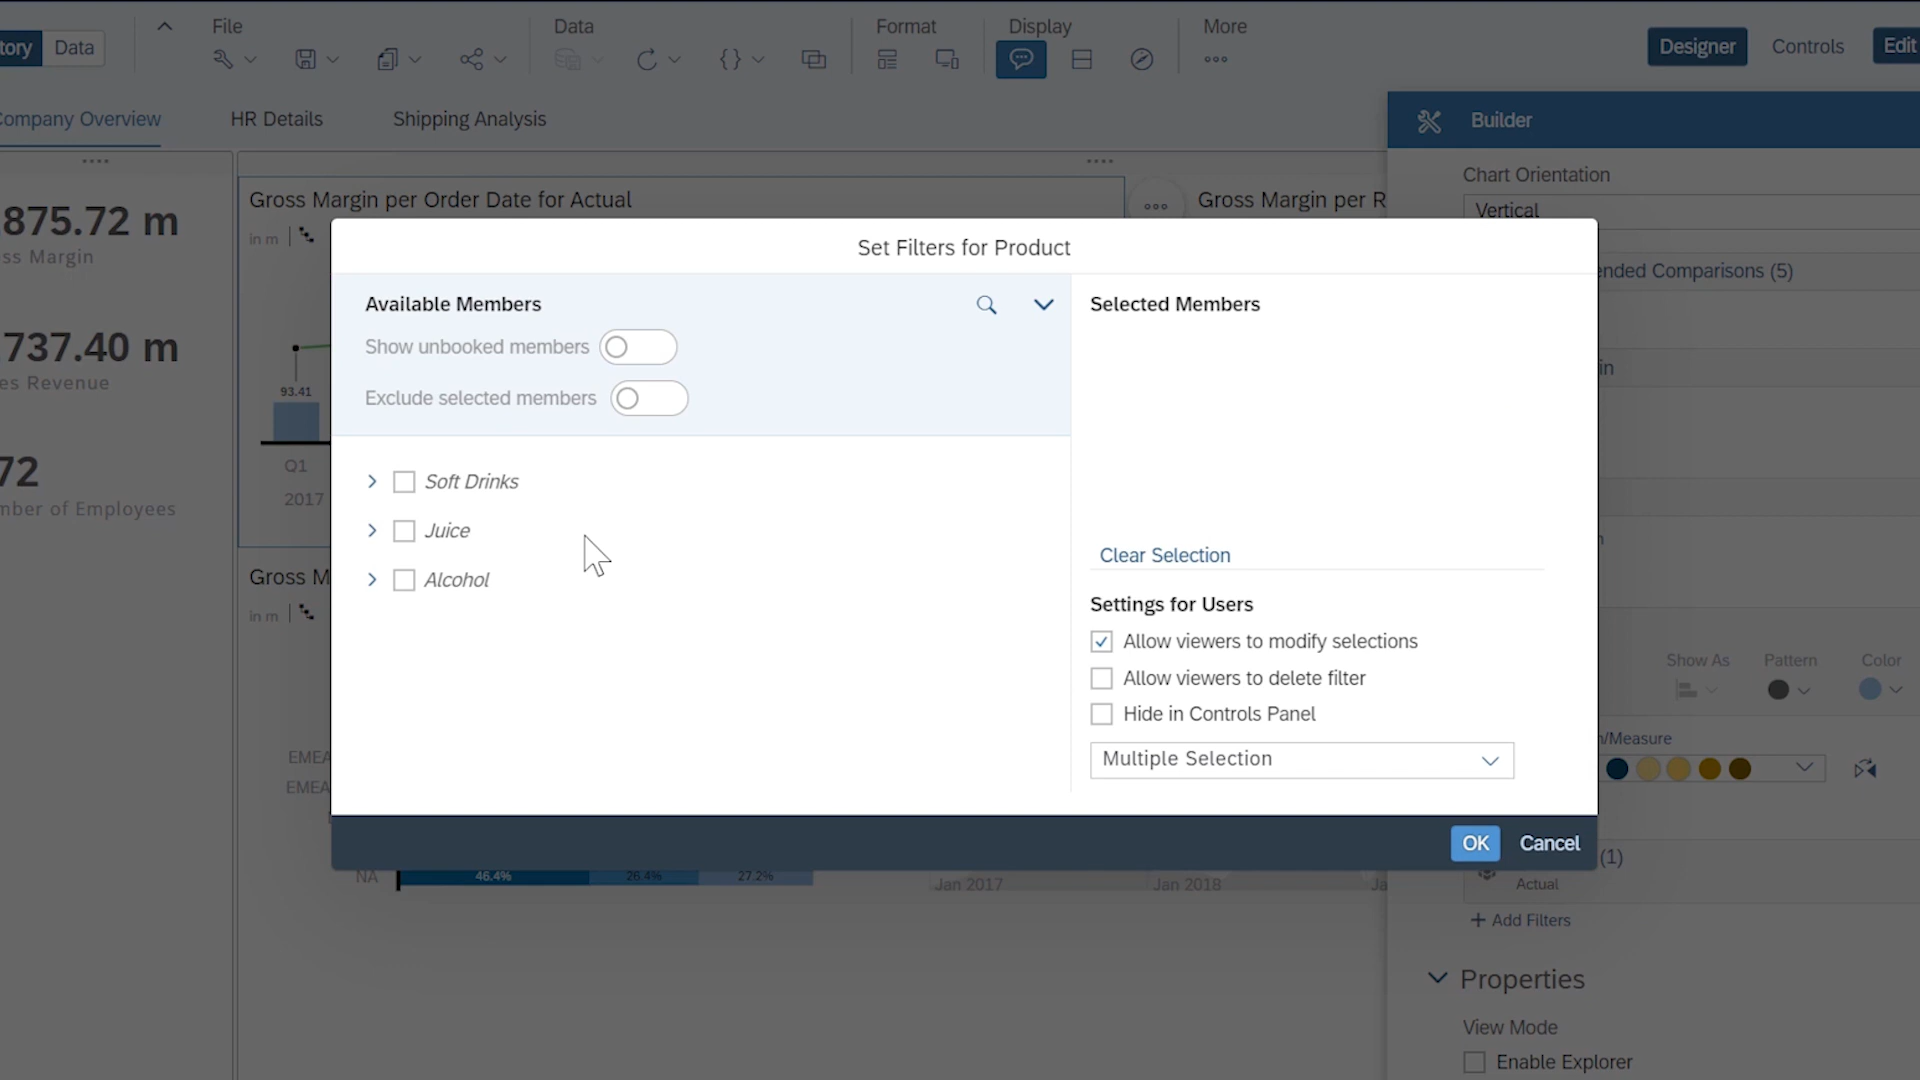 File
Data
Format
Display
More
Data
Designer
Controls
Edit
Company Overview
HR Details
Shipping Analysis
Builder
Chart Orientation
Vertical
Gross Margin per Order Date for Actual
in m
Gross Margin per R
875.72 m
ss Margin
737.40 m
es Revenue
72
mber of Employees
93.41
Q1
2017
Set Filters for Product
Available Members
Show unbooked members
Exclude selected members
Soft Drinks
Juice
Alcohol
Selected Members
Clear Selection
Settings for Users
Allow viewers to modify selections
Allow viewers to delete filter
Hide in Controls Panel
Multiple Selection
OK
Cancel
nded Comparisons (5)
in
Show As
Pattern
Color
n/Measure
(1)
Actual
+ Add Filters
Properties
View Mode
Enable Explorer
Gross M
in m
EMEA
EMEA
NA
46.4%
26.4%
27.2%
Jan 2017
Jan 2018
Ja